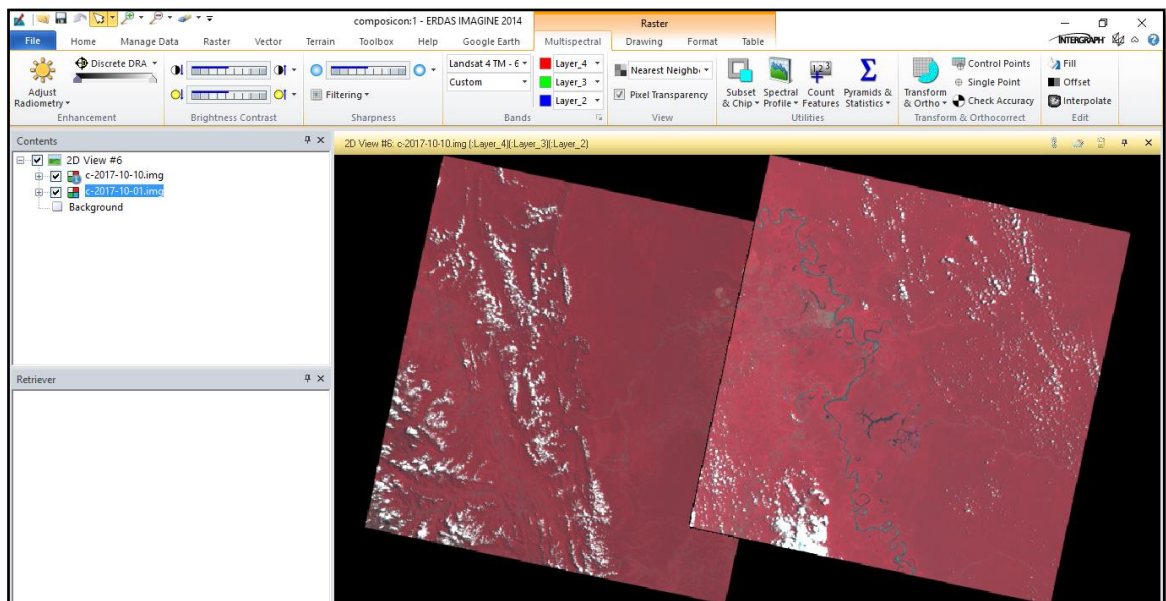 composicon:1 - ERDAS IMAGINE 2014
Raster
File Home Manage Data Raster Vector Terrain Toolbox Help Google Earth Multispectral Drawing Format Table
INTERGRAPH
Discrete DRA
Landsat 4 TM - 6
Layer_4
Nearest Neighb
Control Points
Fill
Custom
Layer_3
Single Point
Offset
Adjust Radiometry
Filtering
Layer_2
Pixel Transparency
Subset & Chip
Spectral Profile
Count Features
Pyramids & Statistics
Transform & Ortho
Check Accuracy
Interpolate
Enhancement
Brightness Contrast
Sharpness
Bands
View
Utilities
Transform & Orthocorrect
Edit
Contents
2D View #6: c-2017-10-10.img (:Layer_4)(:Layer_3)(:Layer_2)
2D View #6
c-2017-10-10.img
c-2017-10-01.img
Background
Retriever